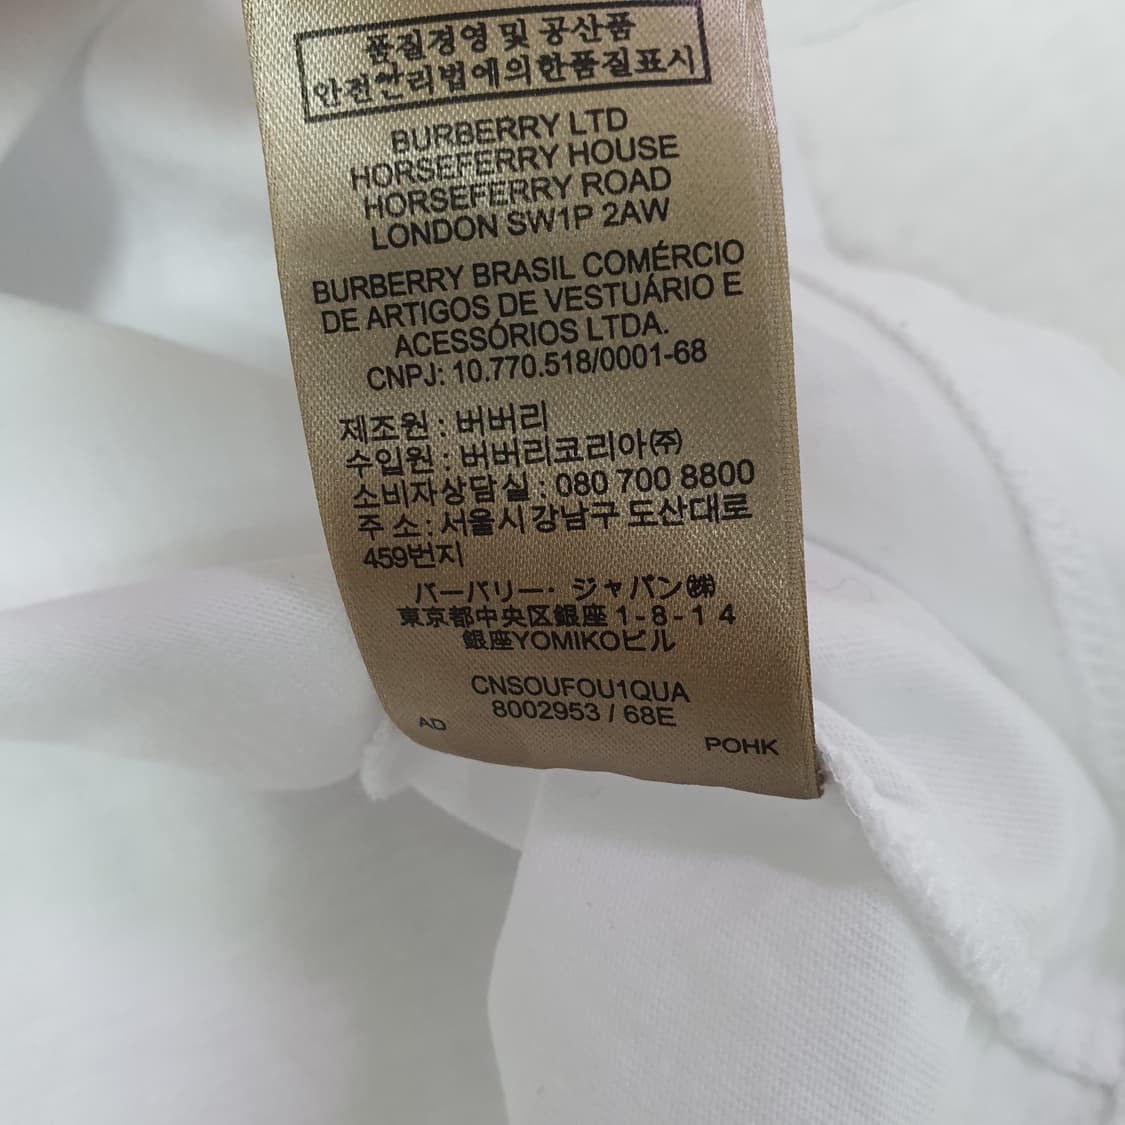 품질경영 및 공산품
안전관리법에의한품질표시
BURBERRY LTD
HORSEFERRY HOUSE
HORSEFERRY ROAD
LONDON SW1P 2AW
BURBERRY BRASIL COMÉRCIO
DE ARTIGOS DE VESTUÁRIO E
ACESSÓRIOS LTDA.
CNPJ: 10.770.518/0001-68
제조원 : 버버리
수입원 : 버버리코리아㈜
소비자상담실 : 080 700 8800
주 소 : 서울시강남구 도산대로
459번지
バーバリー・ジャパン㈱
東京都中央区銀座1-8-14
銀座YOMIKOビル
CNSOUFOU1QUA
8002953 / 68E
AD
POHK